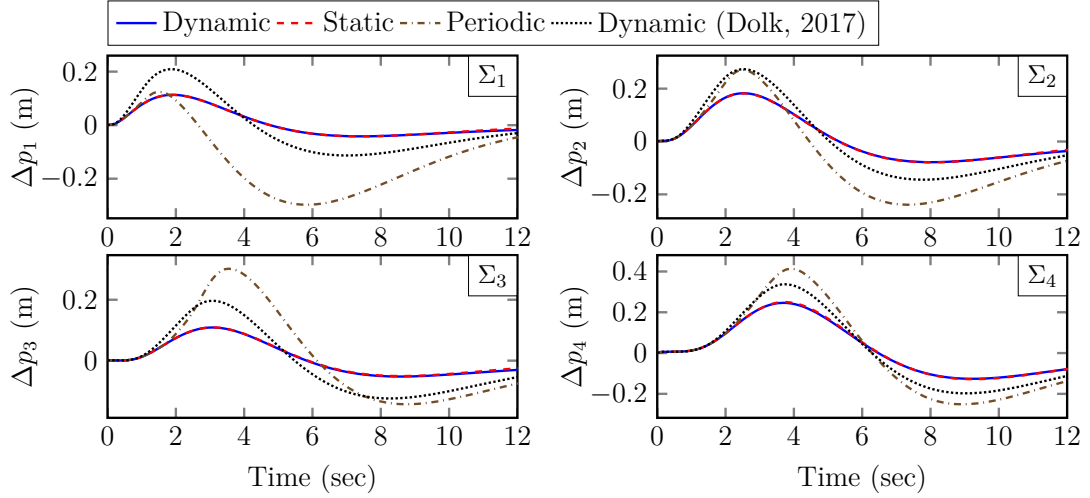 Dynamic Static Periodic Dynamic (Dolk, 2017)
Σ1 Σ2
0.2 0.2
0 0
−0.2 −0.2
Δp1 (m) Δp2 (m)
0 2 4 6 8 10 12 0 2 4 6 8 10 12
Σ3 Σ4
0.2 0.4
0 0.2
0
−0.2
Δp3 (m) Δp4 (m)
0 2 4 6 8 10 12 0 2 4 6 8 10 12
Time (sec) Time (sec)